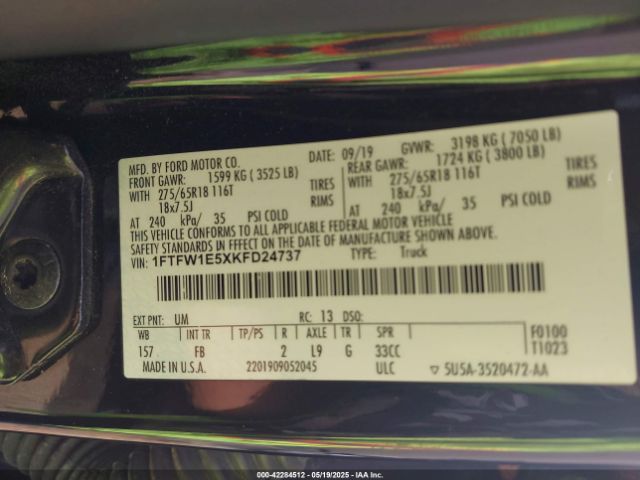 MFD. BY FORD MOTOR CO. DATE: 09/19 GVWR: 3198 KG ( 7050 LB)
FRONT GAWR: 1599 KG ( 3525 LB) REAR GAWR: 1724 KG ( 3800 LB)
WITH 275/65R18 116T TIRES WITH 275/65R18 116T TIRES
18x7.5J RIMS 18x7.5J RIMS
AT 240 kPa/ 35 PSI COLD AT 240 kPa/ 35 PSI COLD
THIS VEHICLE CONFORMS TO ALL APPLICABLE FEDERAL MOTOR VEHICLE
SAFETY STANDARDS IN EFFECT ON THE DATE OF MANUFACTURE SHOWN ABOVE.
VIN: 1FTFW1E5XKFD24737 TYPE: Truck
EXT PNT: UM RC: 13 DSO:
WB INT TR TP/PS R AXLE TR SPR F0100
157 FB 2 L9 G 33CC T1023
MADE IN U.S.A. 2201909052045 ULC ▽ 5U5A-3520472-AA
000-42284512 - 05/19/2025 - IAA Inc.